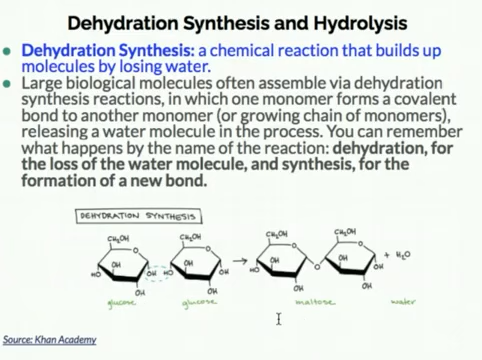 Dehydration Synthesis and Hydrolysis
Dehydration Synthesis: a chemical reaction that builds up
molecules by losing water.
Large biological molecules often assemble via dehydration
synthesis reactions, in which one monomer forms a covalent
bond to another monomer (or growing chain of monomers),
releasing a water molecule in the process. You can remember
what happens by the name of the reaction: dehydration, for
the loss of the water molecule, and synthesis, for the
formation of a new bond.
DEHYDRATION SYNTHESIS
CH₂OH CH₂OH CH₂OH CH₂OH
O O O O
OH OH OH OH + H₂O
HO OH HO OH HO O OH
OH OH OH OH
glucose glucose maltose water
Source: Khan Academy